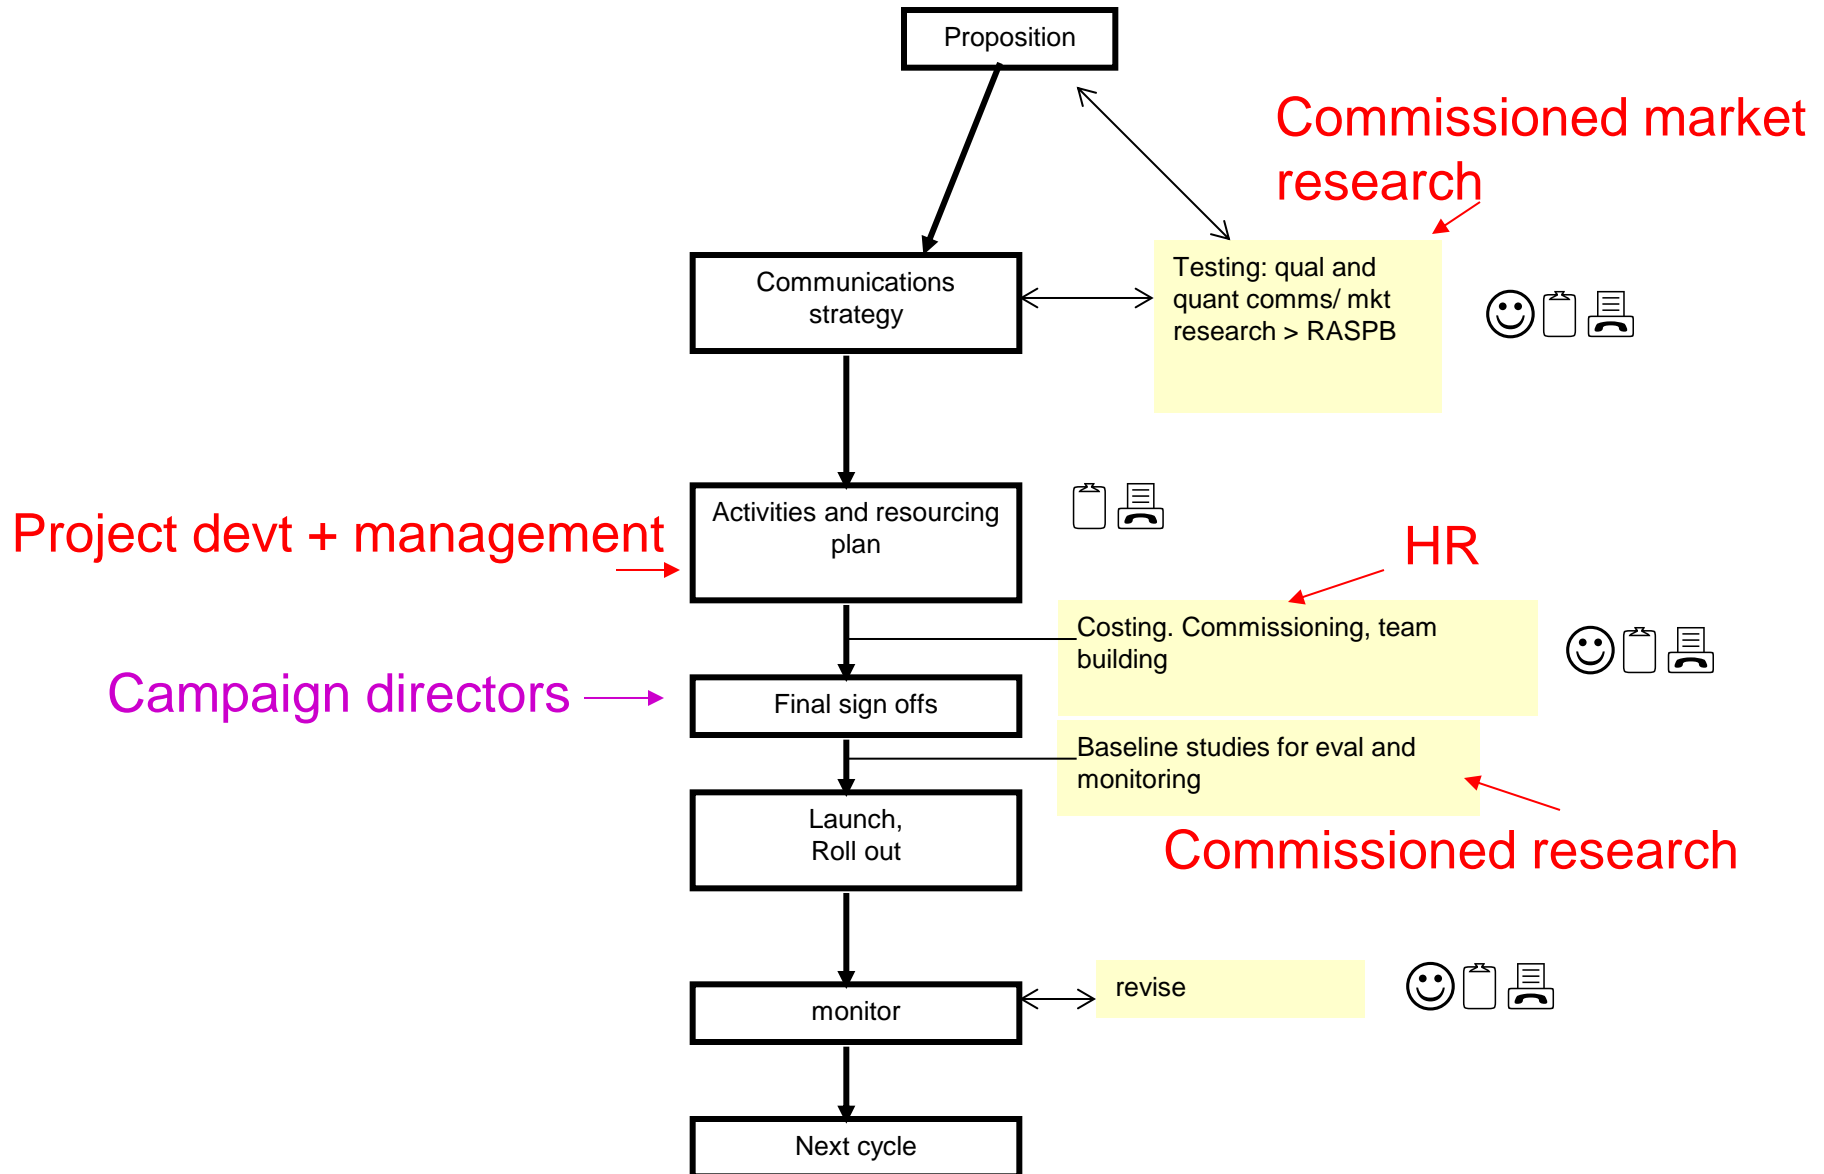 Proposition
Commissioned market
research
Communications
strategy
Testing: qual and
quant comms/ mkt
research > RASPB
Activities and resourcing
plan
Project devt + management
HR
Costing. Commissioning, team
building
Campaign directors
Final sign offs
Baseline studies for eval and
monitoring
Launch,
Roll out
Commissioned research
revise
monitor
Next cycle